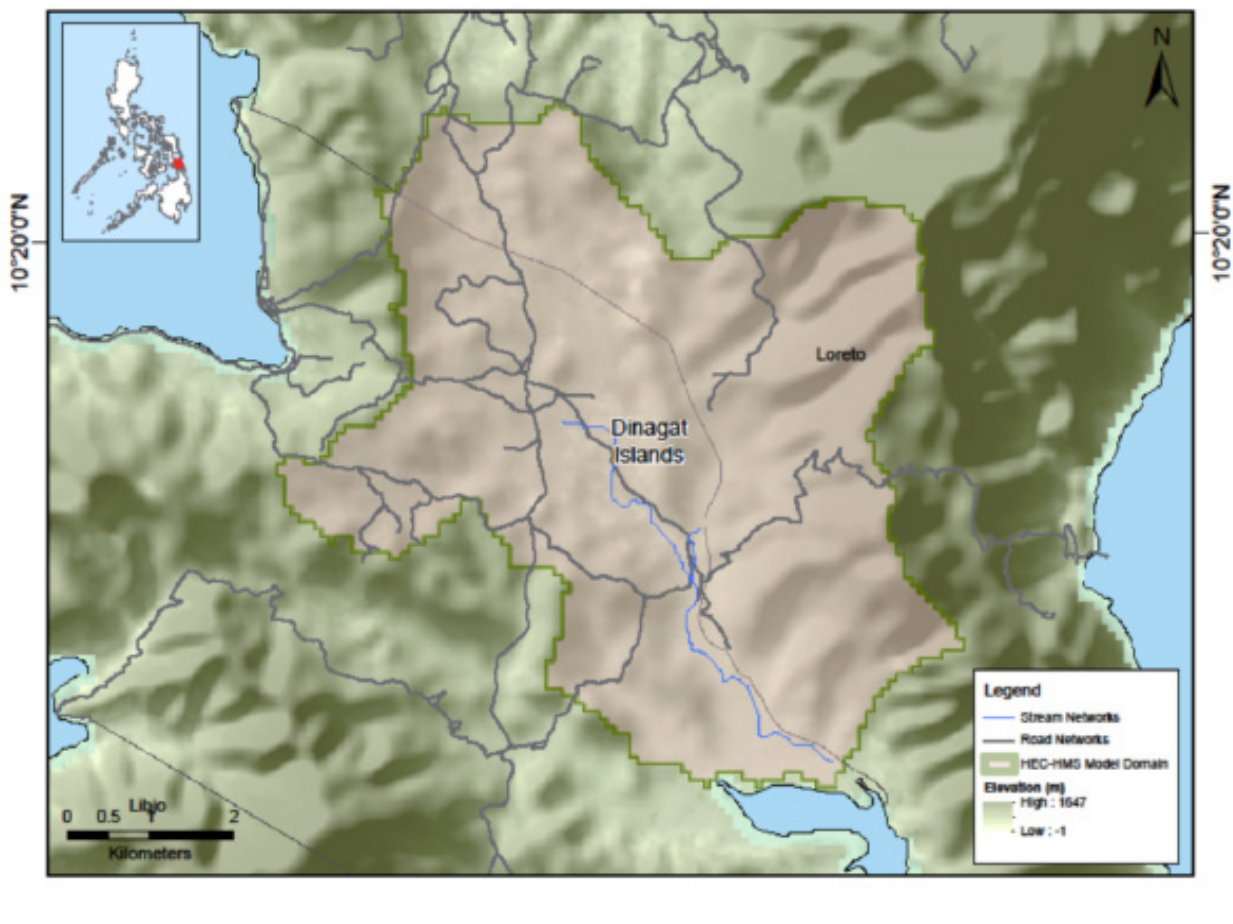 N
10°20'0"N
10°20'0"N
Loreto
Dinagat
Islands
Legend
Stream Networks
Road Networks
HEC-HMS Model Domain
Elevation (m)
High : 1647
Low : -1
Libjo
0 0.5 1 2
Kilometers